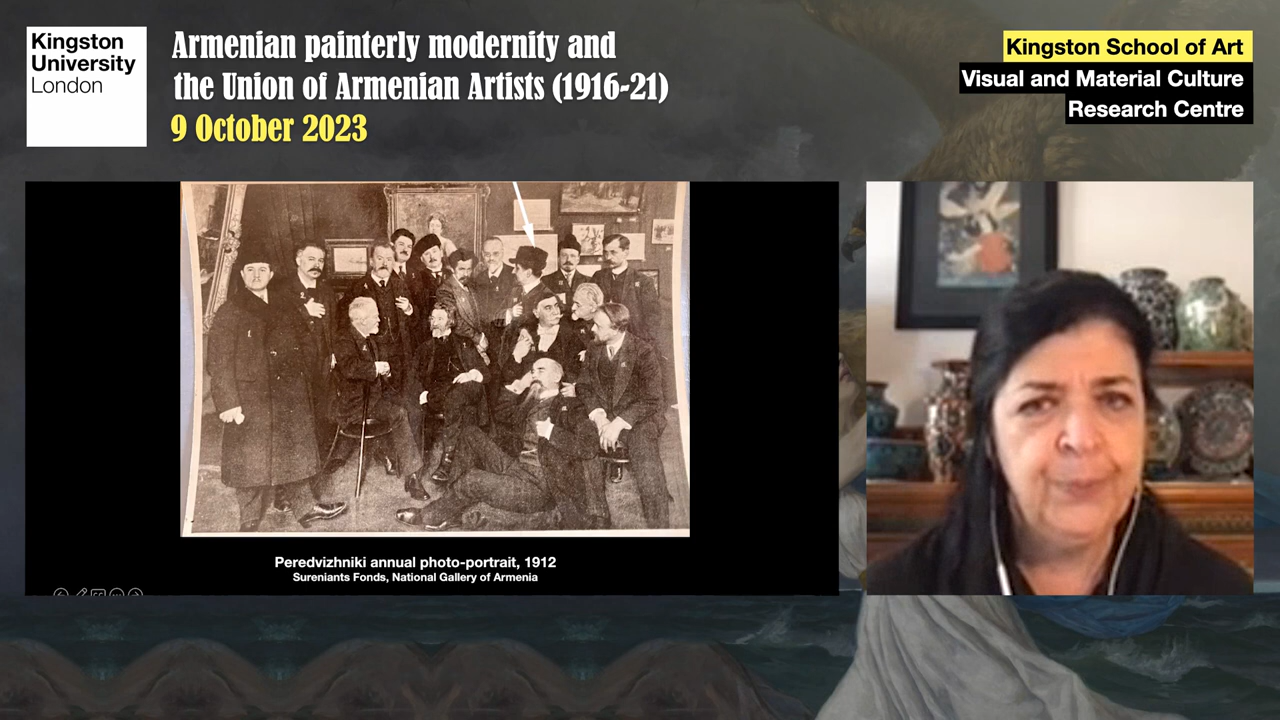 Kingston
University
London
Armenian painterly modernity and
the Union of Armenian Artists (1916-21)
9 October 2023
Kingston School of Art
Visual and Material Culture
Research Centre
Peredvizhniki annual photo-portrait, 1912
Sureniants Fonds, National Gallery of Armenia